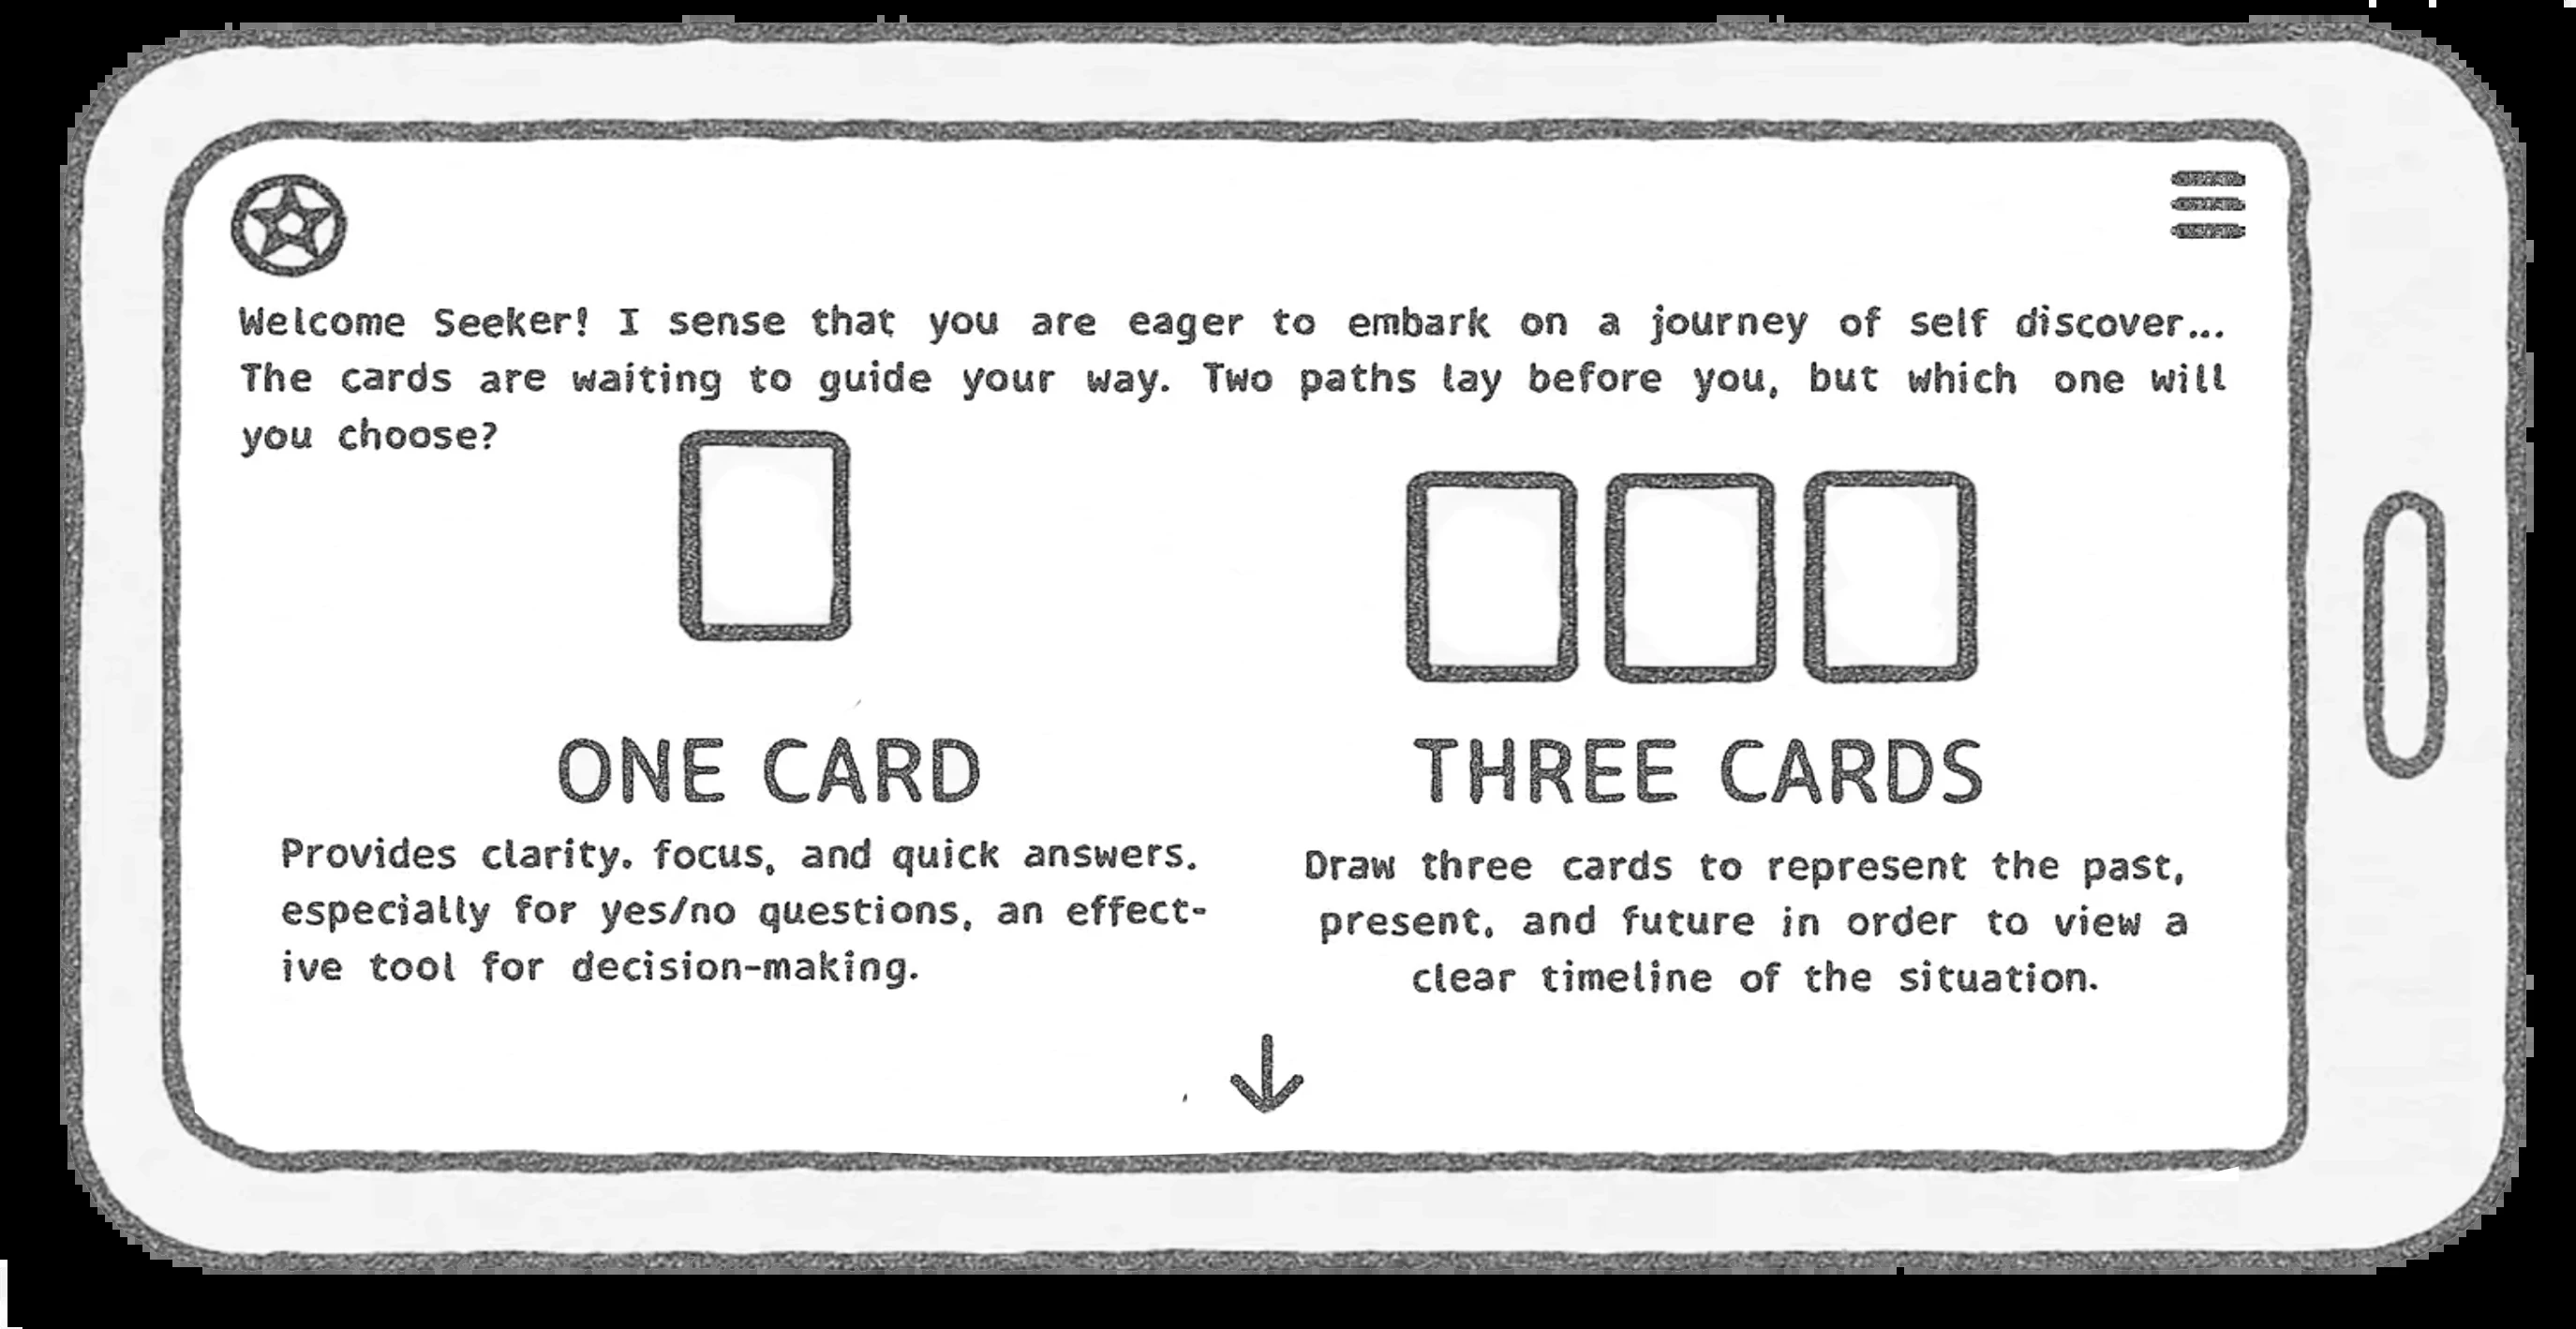 Welcome Seeker! I sense that you are eager to embark on a journey of self discover...
The cards are waiting to guide your way. Two paths lay before you, but which one will
you choose?
ONE CARD
Provides clarity. focus, and quick answers.
especially for yes/no questions, an effect-
ive tool for decision-making.
THREE CARDS
Draw three cards to represent the past,
present, and future in order to view a
clear timeline of the situation.